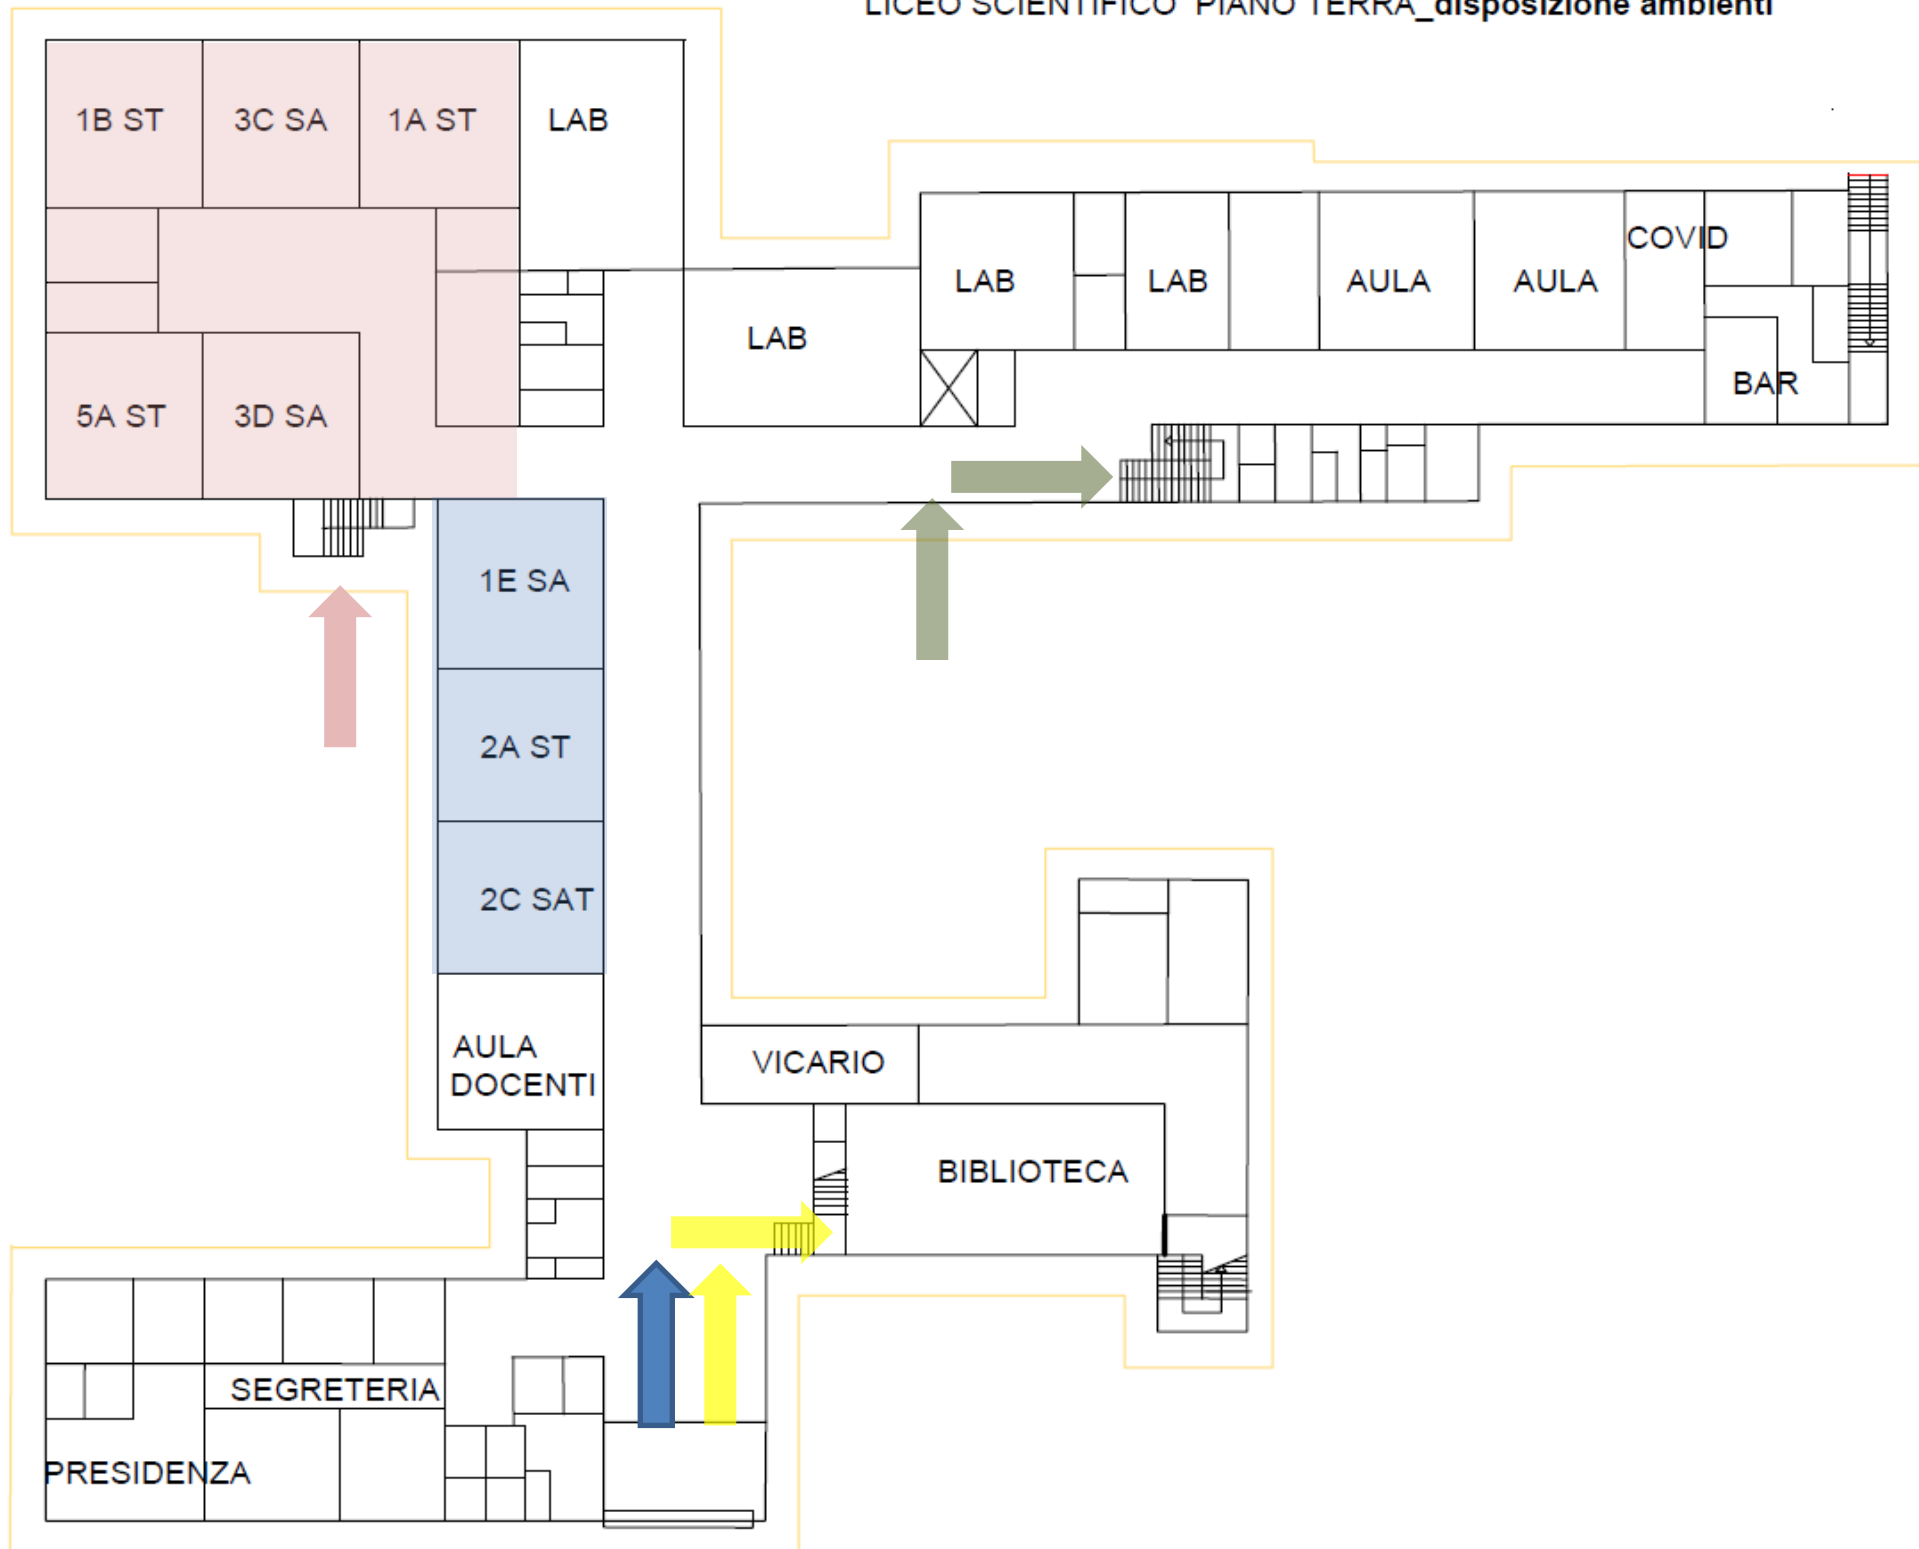 LICEO SCIENTIFICO PIANO TERRA_disposizione ambienti
1B ST
3C SA
1A ST
LAB
COVID
LAB
LAB
AULA
AULA
LAB
BAR
5A ST
3D SA
1E SA
2A ST
2C SAT
AULA
DOCENTI
VICARIO
BIBLIOTECA
SEGRETERIA
PRESIDENZA